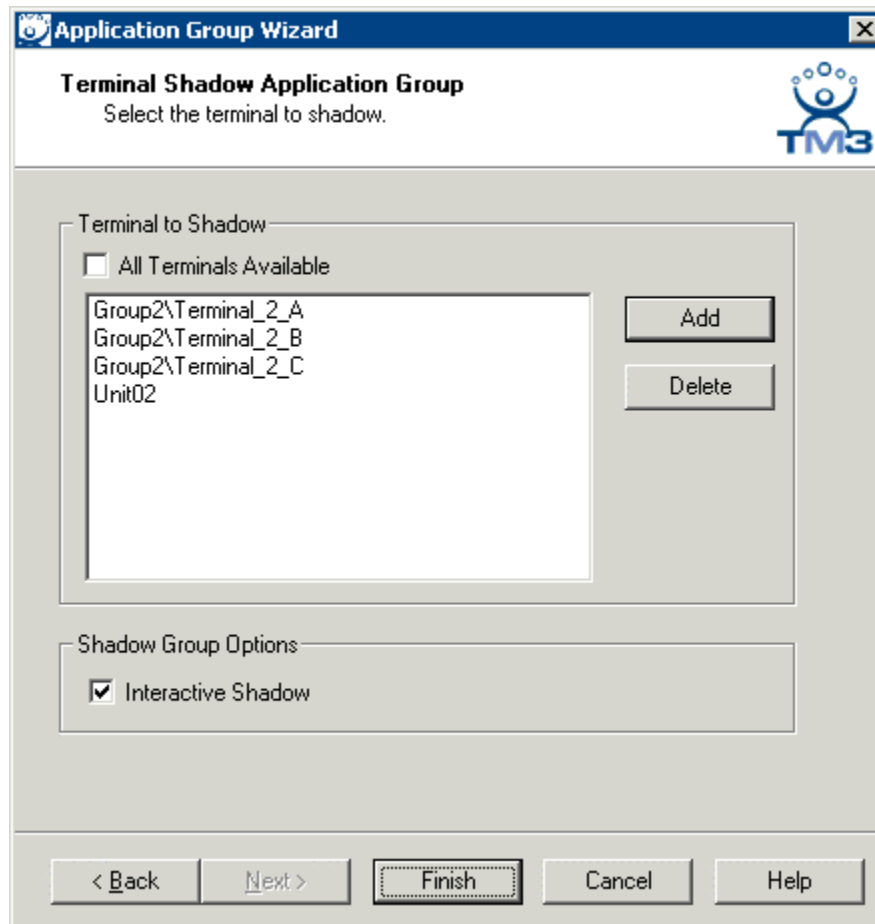 Application Group Wizard
Terminal Shadow Application Group
Select the terminal to shadow.
TM3
Terminal to Shadow
All Terminals Available
Group2\Terminal_2_A
Group2\Terminal_2_B
Group2\Terminal_2_C
Unit02
Add
Delete
Shadow Group Options
Interactive Shadow
< Back
Next >
Finish
Cancel
Help